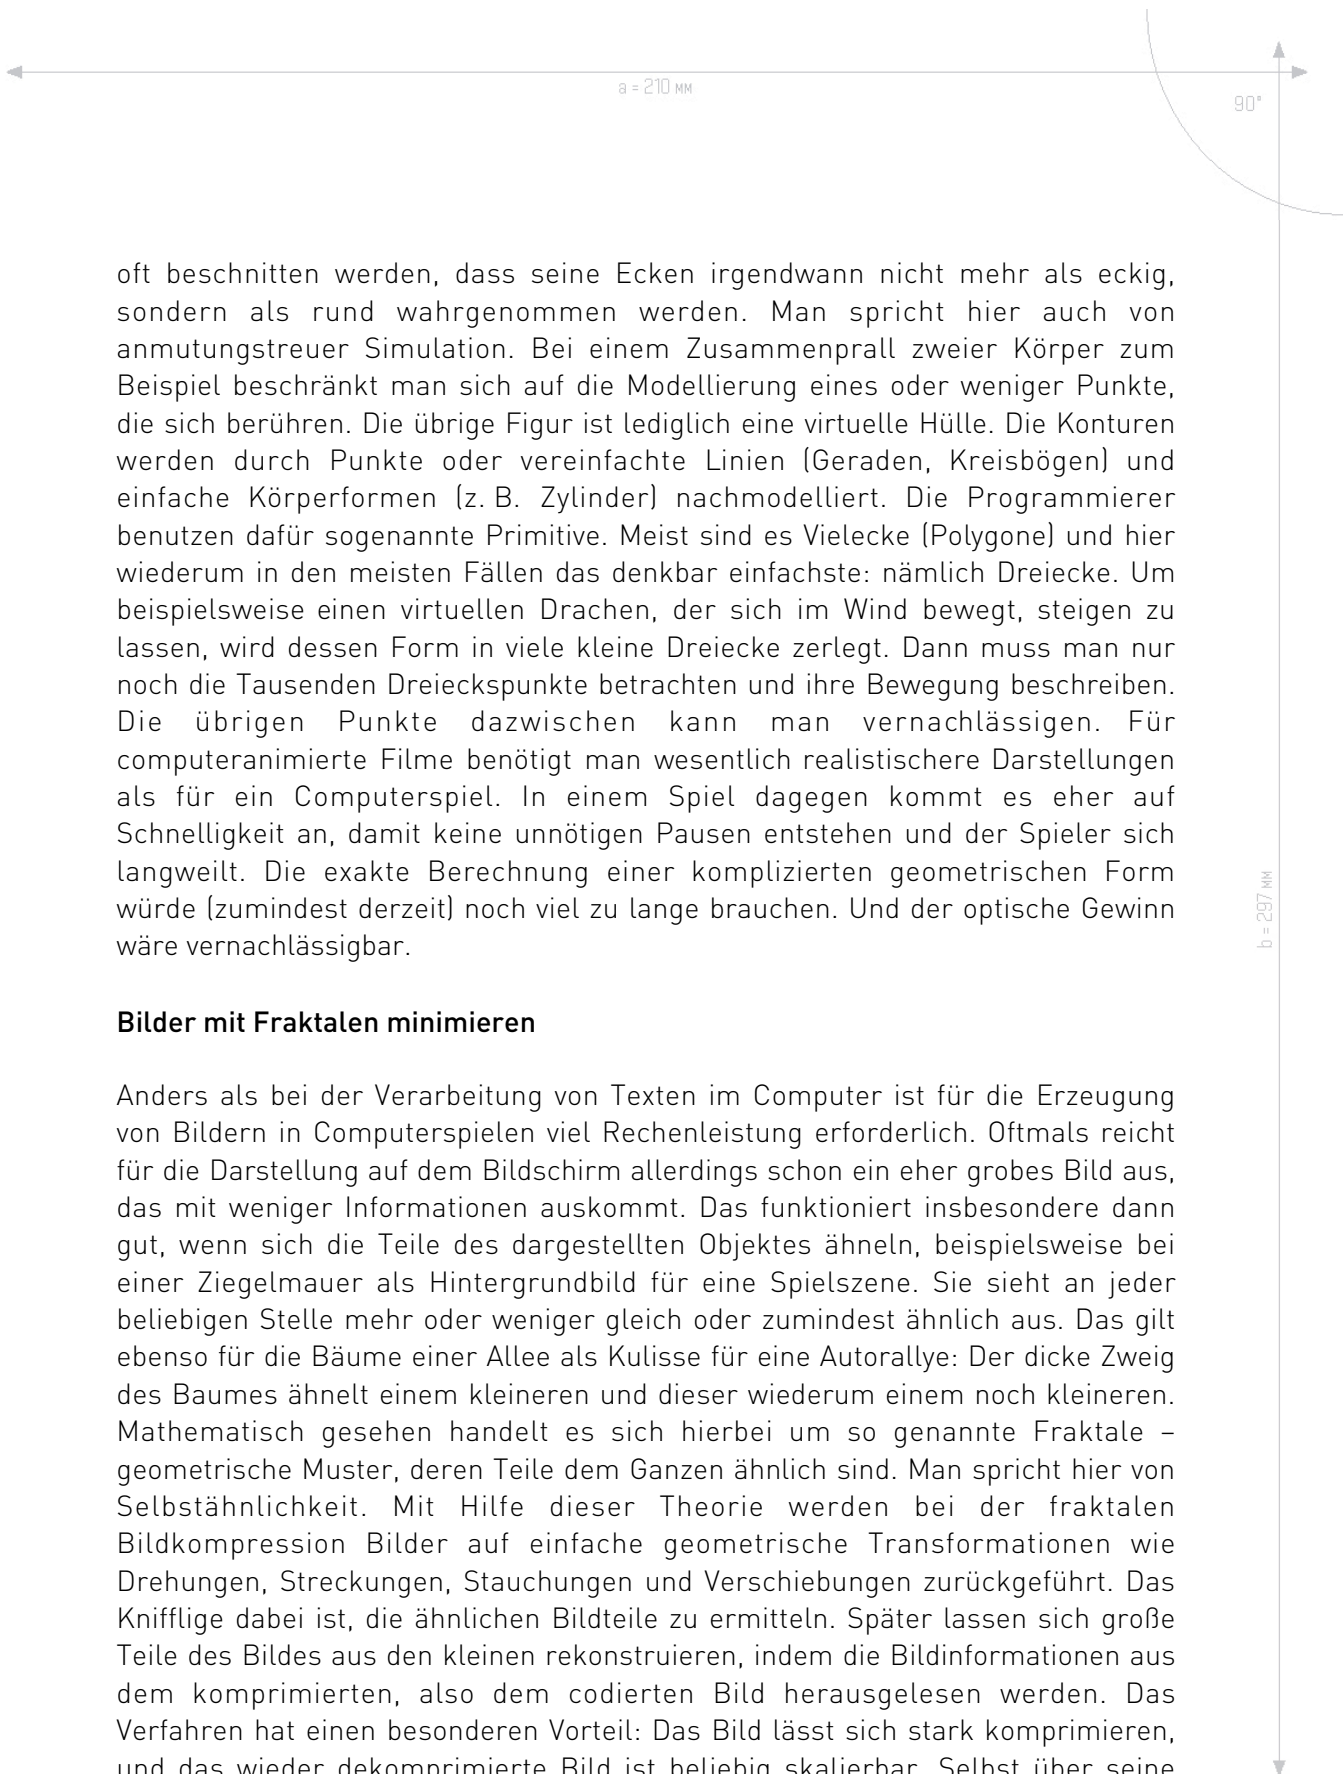 a = 210 MM
90°
oft beschnitten werden, dass seine Ecken irgendwann nicht mehr als eckig,
sondern als rund wahrgenommen werden. Man spricht hier auch von
anmutungstreuer Simulation. Bei einem Zusammenprall zweier Körper zum
Beispiel beschränkt man sich auf die Modellierung eines oder weniger Punkte,
die sich berühren. Die übrige Figur ist lediglich eine virtuelle Hülle. Die Konturen
werden durch Punkte oder vereinfachte Linien (Geraden, Kreisbögen) und
einfache Körperformen (z. B. Zylinder) nachmodelliert. Die Programmierer
benutzen dafür sogenannte Primitive. Meist sind es Vielecke (Polygone) und hier
wiederum in den meisten Fällen das denkbar einfachste: nämlich Dreiecke. Um
beispielsweise einen virtuellen Drachen, der sich im Wind bewegt, steigen zu
lassen, wird dessen Form in viele kleine Dreiecke zerlegt. Dann muss man nur
noch die Tausenden Dreieckspunkte betrachten und ihre Bewegung beschreiben.
Die übrigen Punkte dazwischen kann man vernachlässigen. Für
computeranimierte Filme benötigt man wesentlich realistischere Darstellungen
als für ein Computerspiel. In einem Spiel dagegen kommt es eher auf
Schnelligkeit an, damit keine unnötigen Pausen entstehen und der Spieler sich
langweilt. Die exakte Berechnung einer komplizierten geometrischen Form
würde (zumindest derzeit) noch viel zu lange brauchen. Und der optische Gewinn
wäre vernachlässigbar.
b = 297 MM
Bilder mit Fraktalen minimieren
Anders als bei der Verarbeitung von Texten im Computer ist für die Erzeugung
von Bildern in Computerspielen viel Rechenleistung erforderlich. Oftmals reicht
für die Darstellung auf dem Bildschirm allerdings schon ein eher grobes Bild aus,
das mit weniger Informationen auskommt. Das funktioniert insbesondere dann
gut, wenn sich die Teile des dargestellten Objektes ähneln, beispielsweise bei
einer Ziegelmauer als Hintergrundbild für eine Spielszene. Sie sieht an jeder
beliebigen Stelle mehr oder weniger gleich oder zumindest ähnlich aus. Das gilt
ebenso für die Bäume einer Allee als Kulisse für eine Autorallye: Der dicke Zweig
des Baumes ähnelt einem kleineren und dieser wiederum einem noch kleineren.
Mathematisch gesehen handelt es sich hierbei um so genannte Fraktale –
geometrische Muster, deren Teile dem Ganzen ähnlich sind. Man spricht hier von
Selbstähnlichkeit. Mit Hilfe dieser Theorie werden bei der fraktalen
Bildkompression Bilder auf einfache geometrische Transformationen wie
Drehungen, Streckungen, Stauchungen und Verschiebungen zurückgeführt. Das
Knifflige dabei ist, die ähnlichen Bildteile zu ermitteln. Später lassen sich große
Teile des Bildes aus den kleinen rekonstruieren, indem die Bildinformationen aus
dem komprimierten, also dem codierten Bild herausgelesen werden. Das
Verfahren hat einen besonderen Vorteil: Das Bild lässt sich stark komprimieren,
und das wieder dekomprimierte Bild ist beliebig skalierbar. Selbst über seine